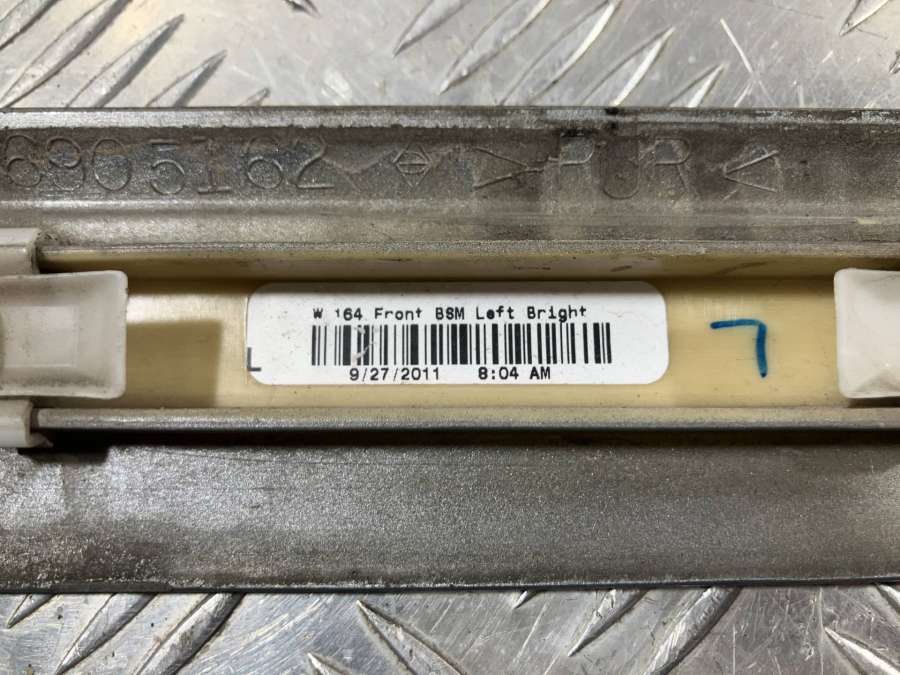 6805162 > PUR <
W 164 Front BSM Left Bright
9/27/2011 8:04 AM
L
7